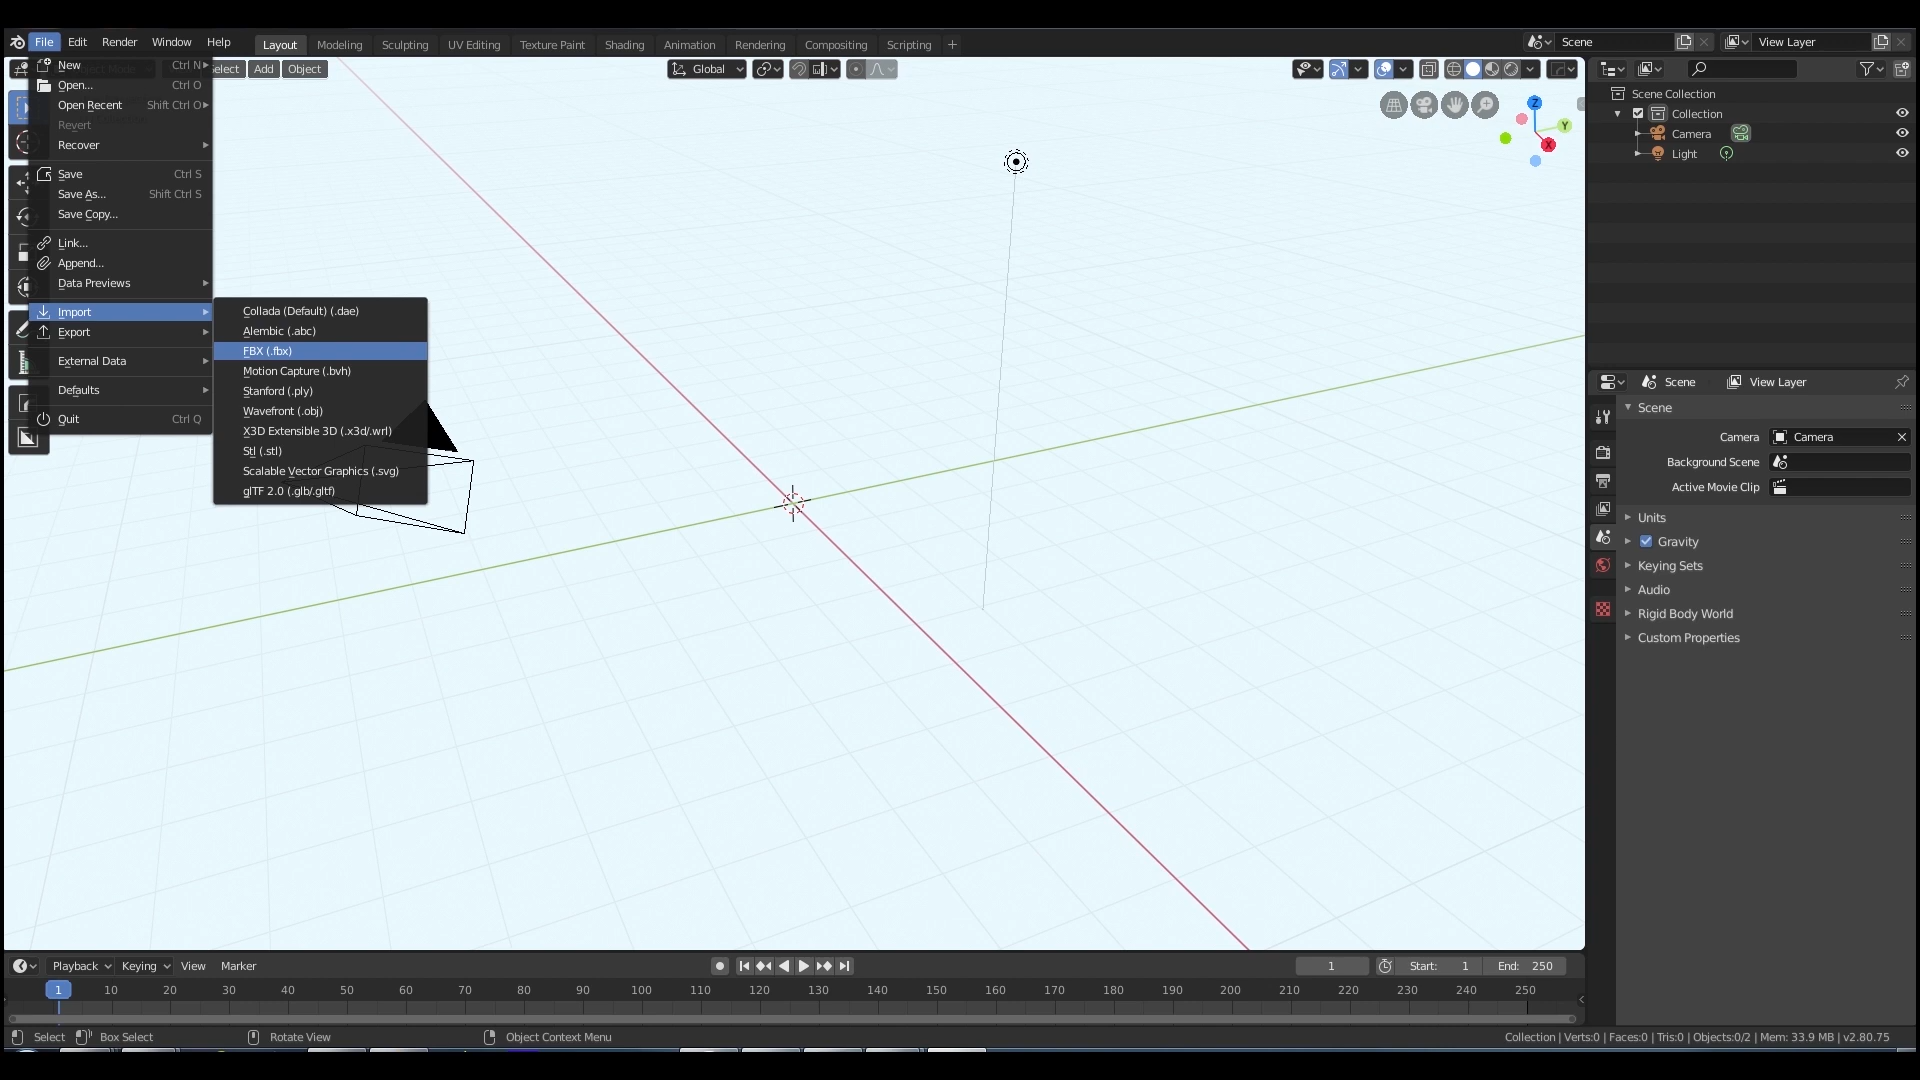 File Edit Render Window Help Layout Modeling Sculpting UV Editing Texture Paint Shading Animation Rendering Compositing Scripting + Scene View Layer
New Ctrl N
Select Add Object Global
Open... Ctrl O
Open Recent Shift Ctrl O
Revert
Recover
Save Ctrl S
Save As... Shift Ctrl S
Save Copy...
Link...
Append...
Data Previews
Import
Export
External Data
Defaults
Quit Ctrl Q
Collada (Default) (.dae)
Alembic (.abc)
FBX (.fbx)
Motion Capture (.bvh)
Stanford (.ply)
Wavefront (.obj)
X3D Extensible 3D (.x3d/.wrl)
Stl (.stl)
Scalable Vector Graphics (.svg)
glTF 2.0 (.glb/.gltf)
Z
Y
X
Scene Collection
Collection
Camera
Light
Scene View Layer
Scene
Camera Camera
Background Scene
Active Movie Clip
Units
Gravity
Keying Sets
Audio
Rigid Body World
Custom Properties
Playback Keying View Marker 1 Start: 1 End: 250
1 10 20 30 40 50 60 70 80 90 100 110 120 130 140 150 160 170 180 190 200 210 220 230 240 250
Select Box Select Rotate View Object Context Menu Collection | Verts:0 | Faces:0 | Tris:0 | Objects:0/2 | Mem: 33.9 MB | v2.80.75